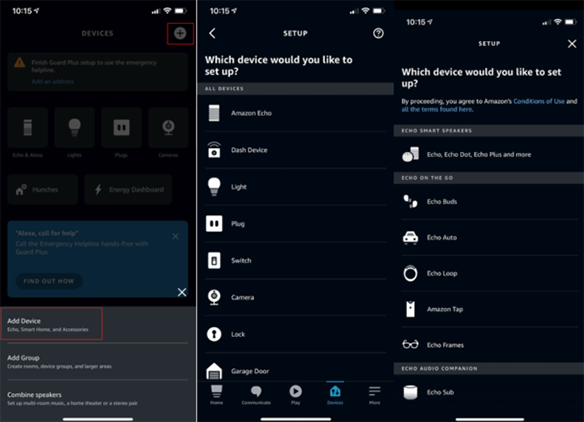 10:15
DEVICES
Finish Guard Plus setup to use the emergency
helpline.
Add an address
Echo & Alexa
Lights
Plugs
Cameras
Hunches
Energy Dashboard
"Alexa, call for help"
Call the Emergency Helpline hands-free with
Guard Plus
FIND OUT HOW
Add Device
Echo, Smart Home, and Accessories
Add Group
Create rooms, device groups, and larger areas
Combine speakers
Set up multi-room music, a home theater or a stereo pair
10:15
SETUP
Which device would you like to
set up?
ALL DEVICES
Amazon Echo
Dash Device
Light
Plug
Switch
Camera
Lock
Garage Door
Home
Communicate
Play
Devices
More
10:15
SETUP
Which device would you like to set
up?
By proceeding, you agree to Amazon's Conditions of Use and
all the terms found here.
ECHO SMART SPEAKERS
Echo, Echo Dot, Echo Plus and more
ECHO ON THE GO
Echo Buds
Echo Auto
Echo Loop
Amazon Tap
Echo Frames
ECHO AUDIO COMPANION
Echo Sub